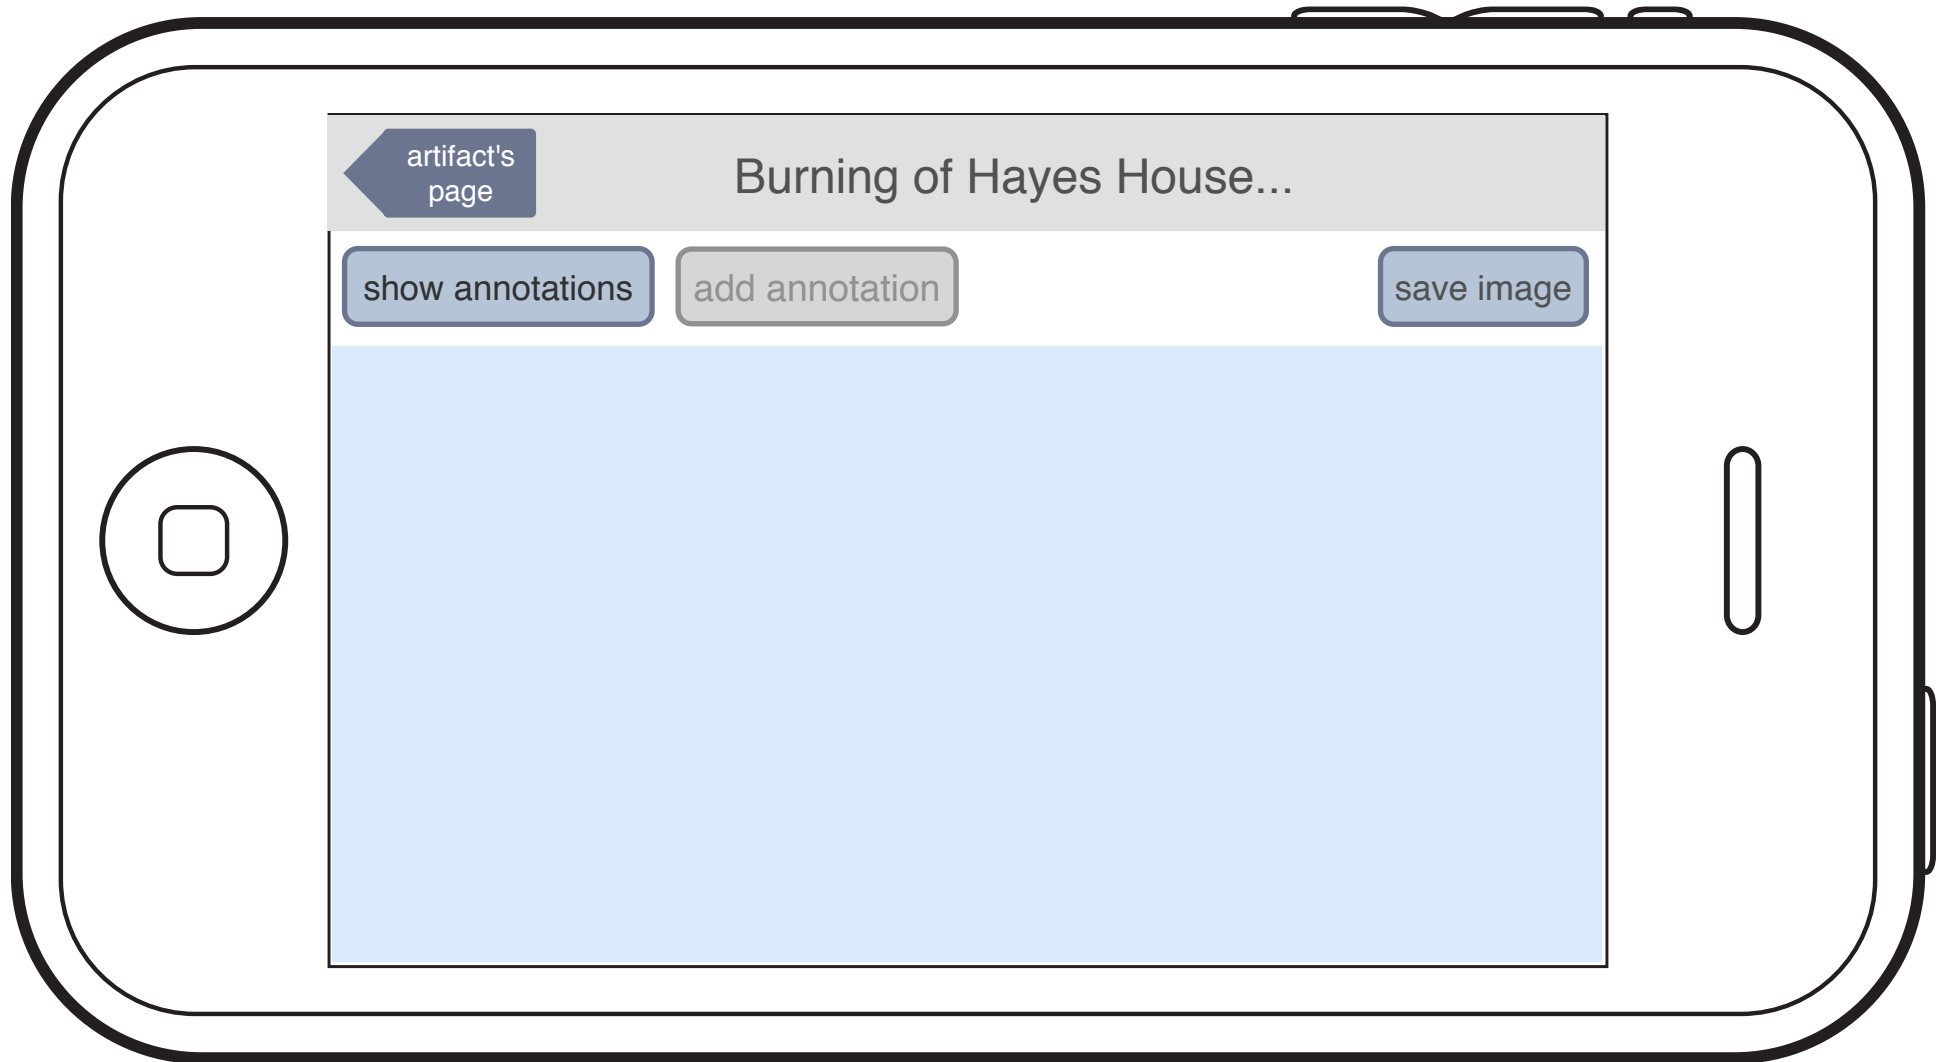 artifact's
page
Burning of Hayes House...
show annotations
add annotation
save image